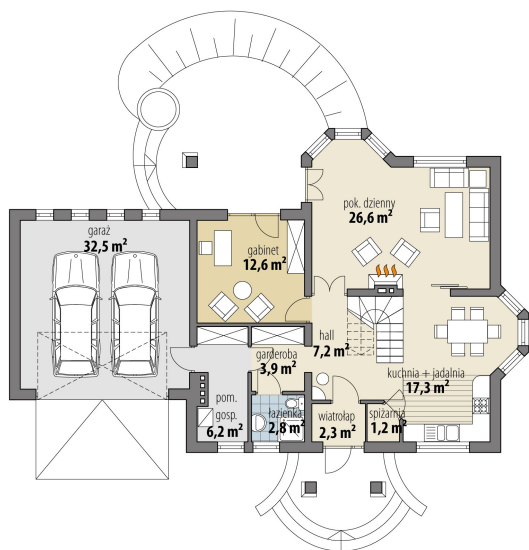 pok. dzienny
26,6 m²
garaż
32,5 m²
gabinet
12,6 m²
hall
7,2 m²
garderoba
3,9 m²
kuchnia + jadalnia
17,3 m²
pom.
gosp.
6,2 m²
łazienka
2,8 m²
wiatrołap
2,3 m²
spiżarnia
1,2 m²